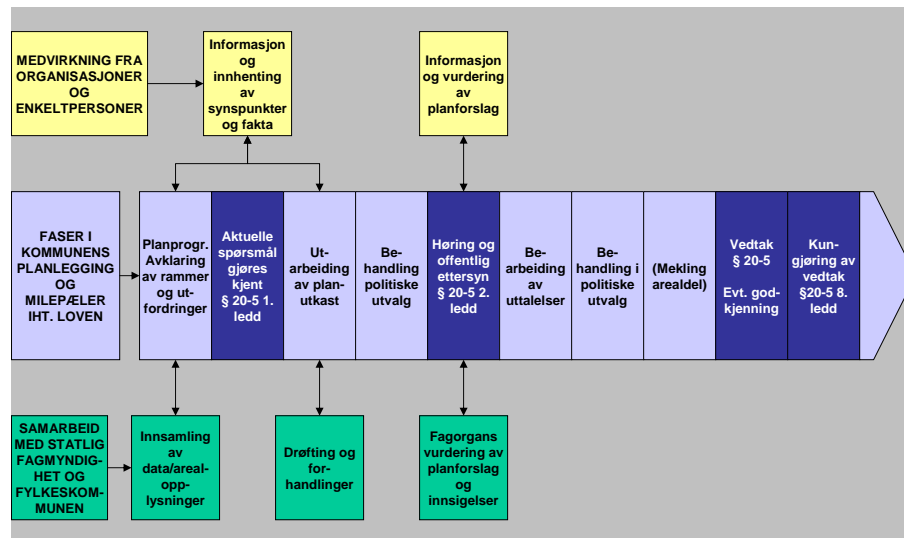 MEDVIRKNING FRA
ORGANISASJONER
OG
ENKELTPERSONER
Informasjon
og
innhenting
av
synspunkter
og fakta
Informasjon
og vurdering
av
planforslag
FASER I
KOMMUNENS
PLANLEGGING
OG
MILEPÆLER
IHT. LOVEN
Planprogr.
Avklaring
av rammer
og ut-
fordringer
Aktuelle
spørsmål
gjøres
kjent
§ 20-5 1.
ledd
Ut-
arbeiding
av plan-
utkast
Be-
handling
politiske
utvalg
Høring og
offentlig
ettersyn
§ 20-5 2.
ledd
Be-
arbeiding
av
uttalelser
Be-
handling i
politiske
utvalg
(Mekling
arealdel)
Vedtak
§ 20-5
Evt. god-
kjenning
Kun-
gjøring av
vedtak
§20-5 8.
ledd
SAMARBEID
MED STATLIG
FAGMYNDIG-
HET OG
FYLKESKOM-
MUNEN
Innsamling
av
data/areal-
opp-
lysninger
Drøfting og
for-
handlinger
Fagorgans
vurdering av
planforslag
og
innsigelser